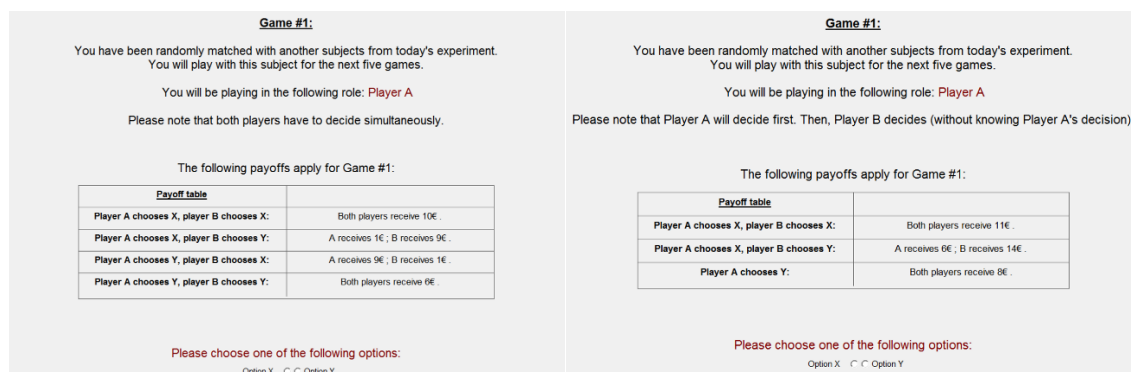 Game #1:
You have been randomly matched with another subjects from today's experiment.
You will play with this subject for the next five games.
You will be playing in the following role: Player A
Please note that both players have to decide simultaneously.
The following payoffs apply for Game #1:
Payoff table
Player A chooses X, player B chooses X: Both players receive 10€ .
Player A chooses X, player B chooses Y: A receives 1€ ; B receives 9€ .
Player A chooses Y, player B chooses X: A receives 9€ ; B receives 1€ .
Player A chooses Y, player B chooses Y: Both players receive 6€ .
Please choose one of the following options:
Option X Option Y
Game #1:
You have been randomly matched with another subjects from today's experiment.
You will play with this subject for the next five games.
You will be playing in the following role: Player A
Please note that Player A will decide first. Then, Player B decides (without knowing Player A's decision)
The following payoffs apply for Game #1:
Payoff table
Player A chooses X, player B chooses X: Both players receive 11€ .
Player A chooses X, player B chooses Y: A receives 6€ ; B receives 14€ .
Player A chooses Y: Both players receive 8€ .
Please choose one of the following options:
Option X Option Y